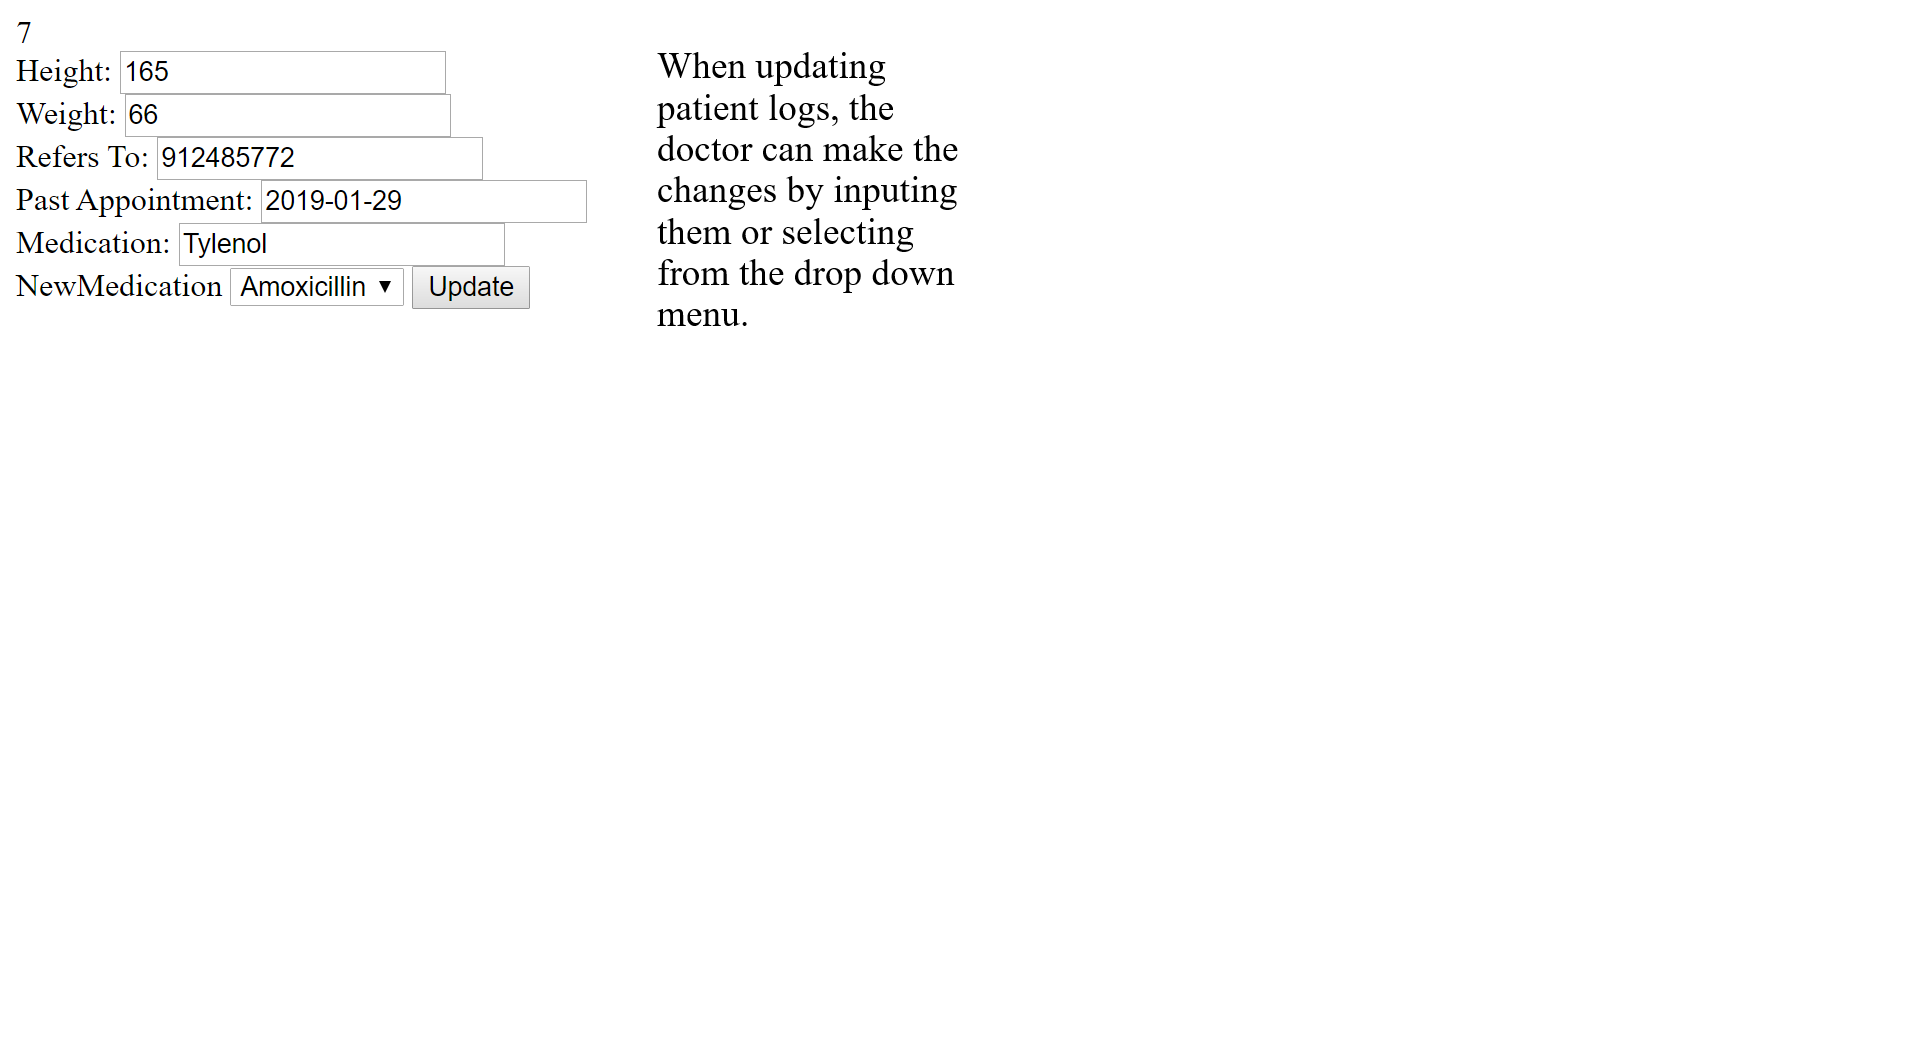 7
Height: 165
Weight: 66
Refers To: 912485772
Past Appointment: 2019-01-29
Medication: Tylenol
NewMedication Amoxicillin ▼ Update
When updating
patient logs, the
doctor can make the
changes by inputing
them or selecting
from the drop down
menu.